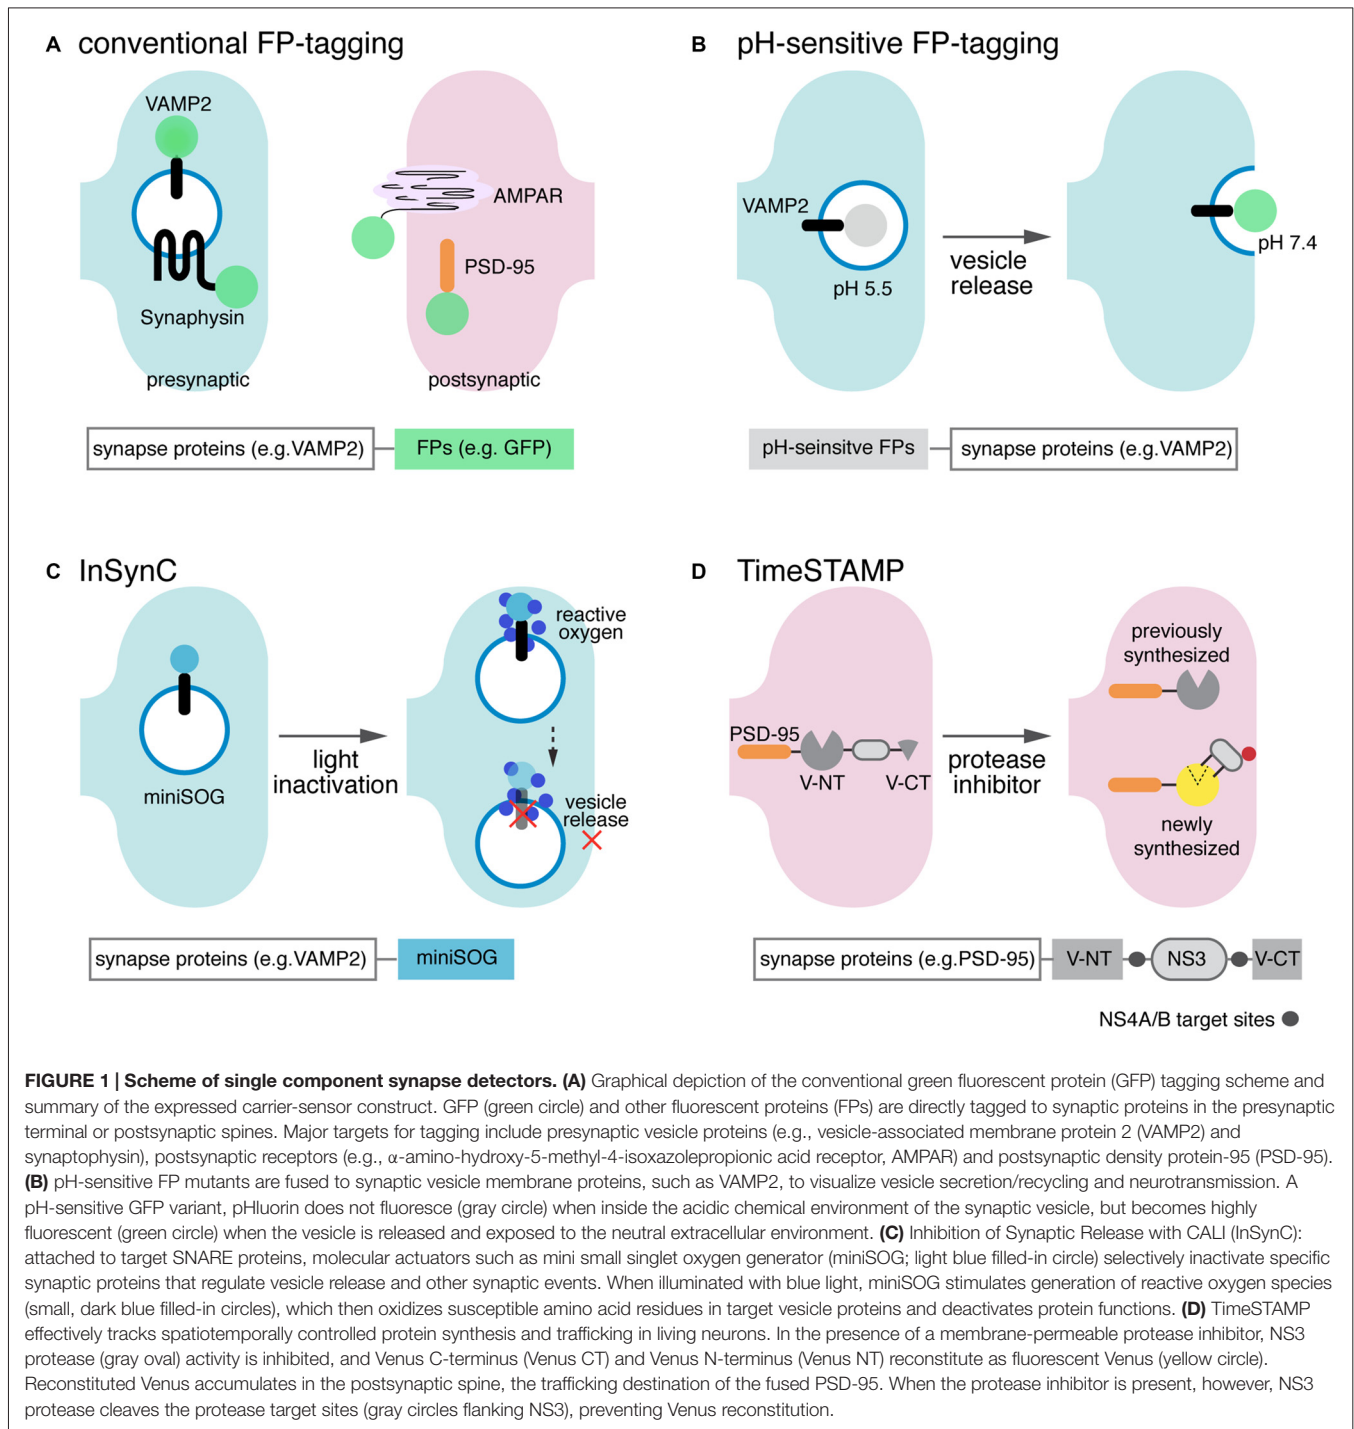 A conventional FP-tagging
VAMP2
Synaphysin
presynaptic
AMPAR
PSD-95
postsynaptic
synapse proteins (e.g.VAMP2)
FPs (e.g. GFP)
B pH-sensitive FP-tagging
VAMP2
pH 5.5
vesicle
release
pH 7.4
pH-seinsitve FPs
synapse proteins (e.g.VAMP2)
C InSynC
miniSOG
light
inactivation
reactive
oxygen
vesicle
release
synapse proteins (e.g.VAMP2)
miniSOG
D TimeSTAMP
PSD-95
V-NT
V-CT
protease
inhibitor
previously
synthesized
newly
synthesized
synapse proteins (e.g.PSD-95)
V-NT
NS3
V-CT
NS4A/B target sites
FIGURE 1 | Scheme of single component synapse detectors. (A) Graphical depiction of the conventional green fluorescent protein (GFP) tagging scheme and
summary of the expressed carrier-sensor construct. GFP (green circle) and other fluorescent proteins (FPs) are directly tagged to synaptic proteins in the presynaptic
terminal or postsynaptic spines. Major targets for tagging include presynaptic vesicle proteins (e.g., vesicle-associated membrane protein 2 (VAMP2) and
synaptophysin), postsynaptic receptors (e.g., α-amino-hydroxy-5-methyl-4-isoxazolepropionic acid receptor, AMPAR) and postsynaptic density protein-95 (PSD-95).
(B) pH-sensitive FP mutants are fused to synaptic vesicle membrane proteins, such as VAMP2, to visualize vesicle secretion/recycling and neurotransmission. A
pH-sensitive GFP variant, pHluorin does not fluoresce (gray circle) when inside the acidic chemical environment of the synaptic vesicle, but becomes highly
fluorescent (green circle) when the vesicle is released and exposed to the neutral extracellular environment. (C) Inhibition of Synaptic Release with CALI (InSynC):
attached to target SNARE proteins, molecular actuators such as mini small singlet oxygen generator (miniSOG; light blue filled-in circle) selectively inactivate specific
synaptic proteins that regulate vesicle release and other synaptic events. When illuminated with blue light, miniSOG stimulates generation of reactive oxygen species
(small, dark blue filled-in circles), which then oxidizes susceptible amino acid residues in target vesicle proteins and deactivates protein functions. (D) TimeSTAMP
effectively tracks spatiotemporally controlled protein synthesis and trafficking in living neurons. In the presence of a membrane-permeable protease inhibitor, NS3
protease (gray oval) activity is inhibited, and Venus C-terminus (Venus CT) and Venus N-terminus (Venus NT) reconstitute as fluorescent Venus (yellow circle).
Reconstituted Venus accumulates in the postsynaptic spine, the trafficking destination of the fused PSD-95. When the protease inhibitor is present, however, NS3
protease cleaves the protease target sites (gray circles flanking NS3), preventing Venus reconstitution.